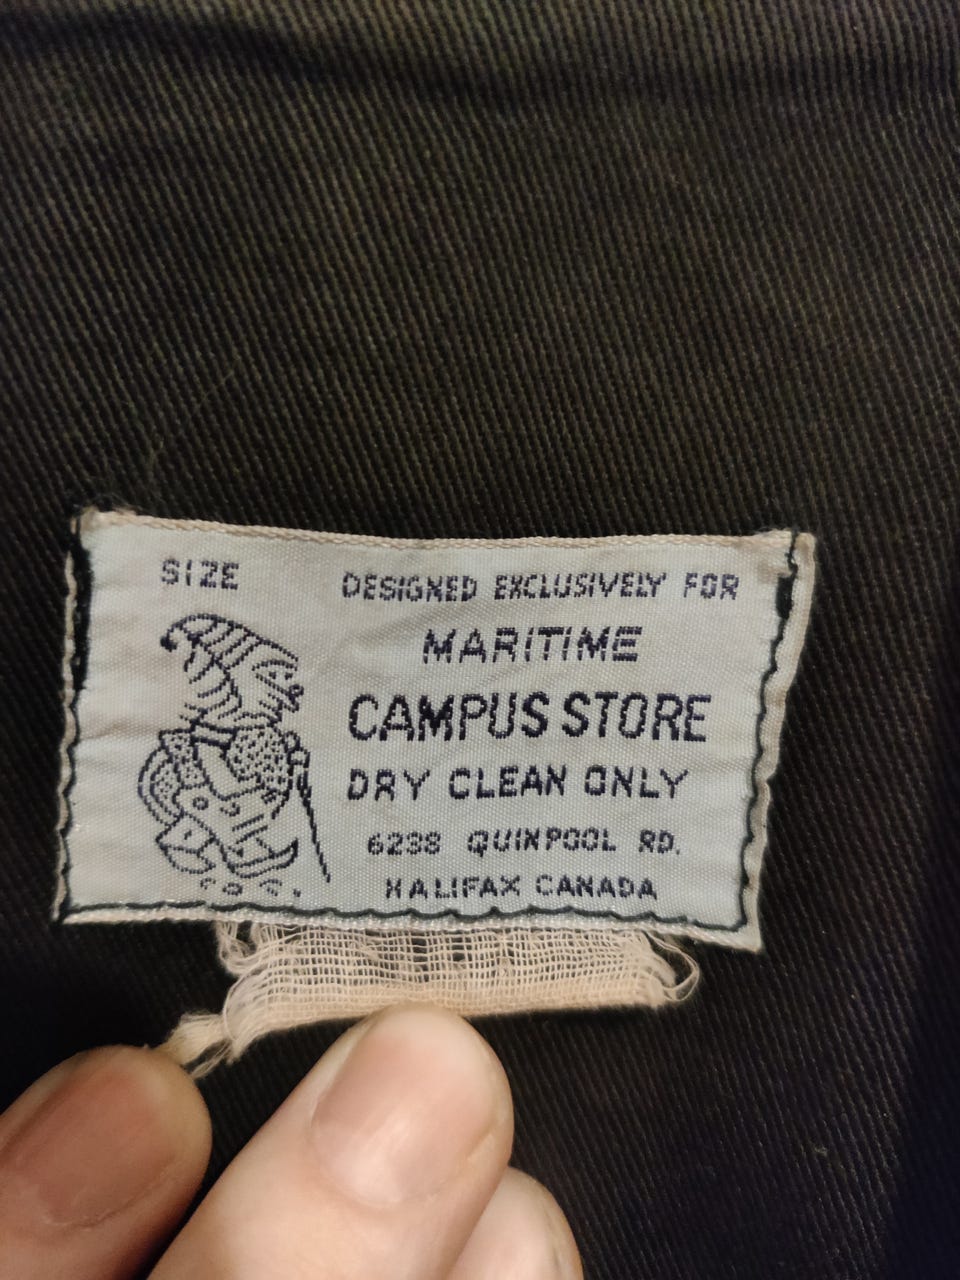 SIZE
DESIGNED EXCLUSIVELY FOR
MARITIME
CAMPUS STORE
DRY CLEAN ONLY
6238 QUINPOOL RD.
HALIFAX CANADA